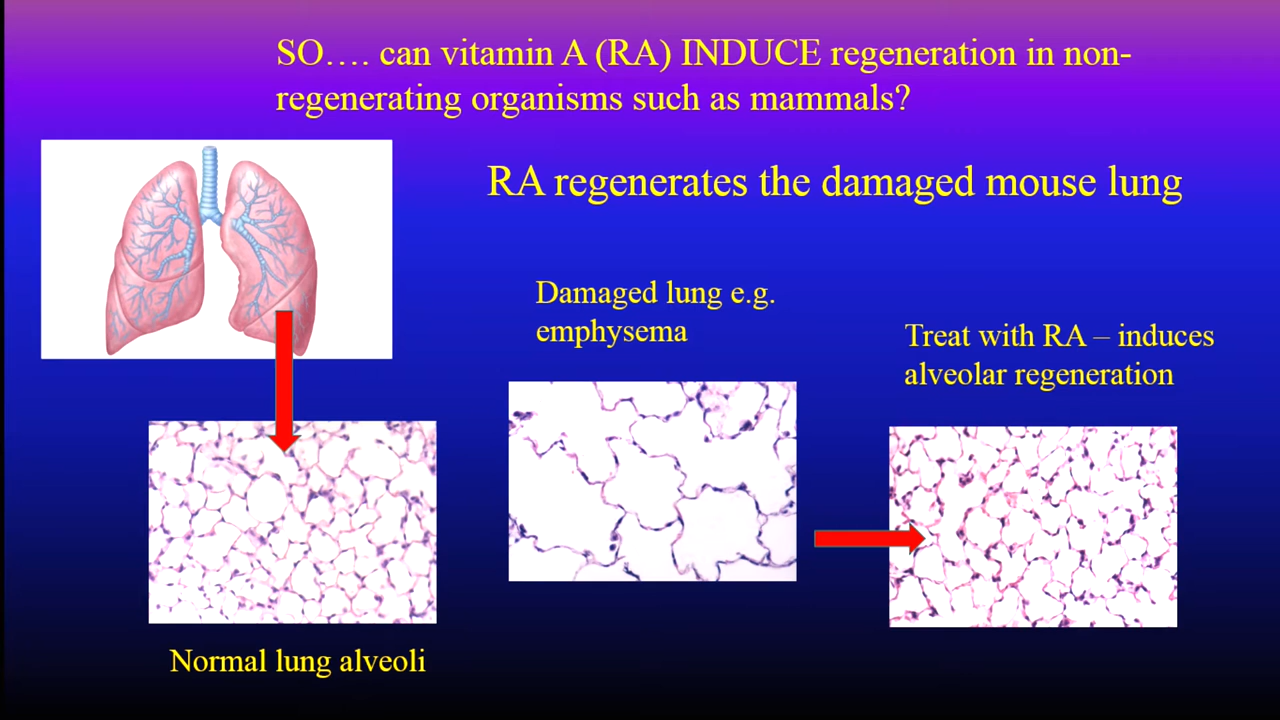 SO…. can vitamin A (RA) INDUCE regeneration in non-
regenerating organisms such as mammals?
RA regenerates the damaged mouse lung
Damaged lung e.g.
emphysema
Treat with RA – induces
alveolar regeneration
Normal lung alveoli